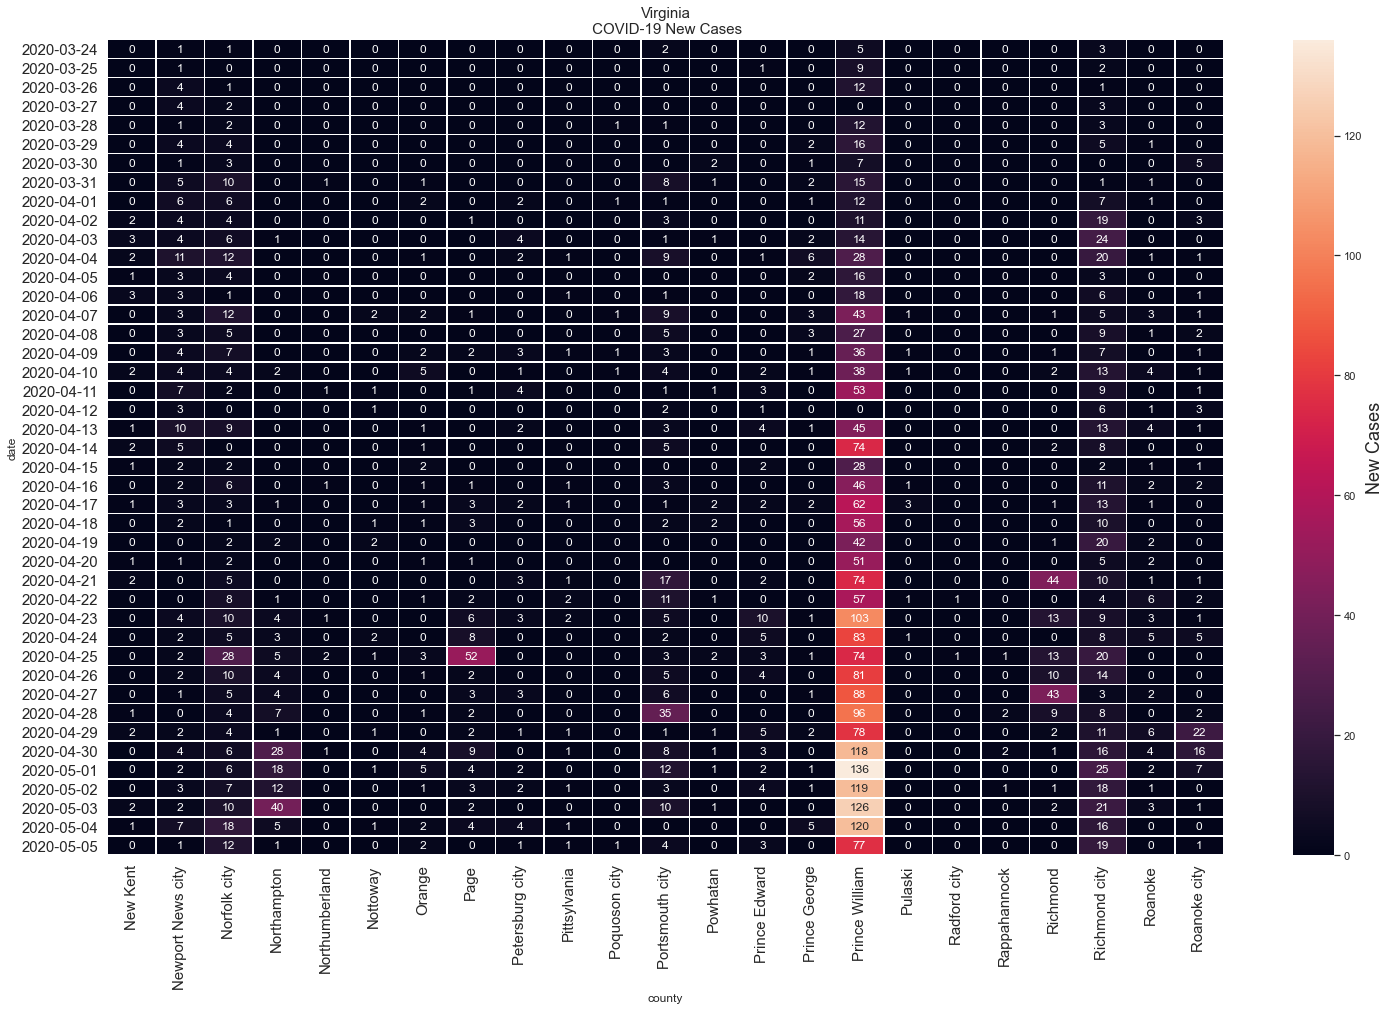 Virginia
COVID-19 New Cases
2020-03-24 0 1 1 0 0 0 0 0 0 0 0 2 0 0 0 5 0 0 0 0 3 0 0
2020-03-25 0 1 0 0 0 0 0 0 0 0 0 0 0 1 0 9 0 0 0 0 2 0 0
2020-03-26 0 4 1 0 0 0 0 0 0 0 0 0 0 0 0 12 0 0 0 0 1 0 0
2020-03-27 0 4 2 0 0 0 0 0 0 0 0 0 0 0 0 0 0 0 0 0 3 0 0
2020-03-28 0 1 2 0 0 0 0 0 0 0 1 1 0 0 0 12 0 0 0 0 3 0 0
2020-03-29 0 4 4 0 0 0 0 0 0 0 0 0 0 0 2 16 0 0 0 0 5 1 0
2020-03-30 0 1 3 0 0 0 0 0 0 0 0 0 2 0 1 7 0 0 0 0 0 0 5
2020-03-31 0 5 10 0 1 0 1 0 0 0 0 8 1 0 2 15 0 0 0 0 1 1 0
2020-04-01 0 6 6 0 0 0 2 0 2 0 1 1 0 0 1 12 0 0 0 0 7 1 0
2020-04-02 2 4 4 0 0 0 0 1 0 0 0 3 0 0 0 11 0 0 0 0 19 0 3
2020-04-03 3 4 6 1 0 0 0 0 4 0 0 1 1 0 2 14 0 0 0 0 24 0 0
2020-04-04 2 11 12 0 0 0 1 0 2 1 0 9 0 1 6 28 0 0 0 0 20 1 1
2020-04-05 1 3 4 0 0 0 0 0 0 0 0 0 0 0 2 16 0 0 0 0 3 0 0
2020-04-06 3 3 1 0 0 0 0 0 0 1 0 1 0 0 0 18 0 0 0 0 6 0 1
2020-04-07 0 3 12 0 0 2 2 1 0 0 1 9 0 0 3 43 1 0 0 1 5 3 1
2020-04-08 0 3 5 0 0 0 0 0 0 0 0 5 0 0 3 27 0 0 0 0 9 1 2
2020-04-09 0 4 7 0 0 0 2 2 3 1 1 3 0 0 1 36 1 0 0 1 7 0 1
2020-04-10 2 4 4 2 0 0 5 0 1 0 1 4 0 2 1 38 1 0 0 2 13 4 1
2020-04-11 0 7 2 0 1 1 0 1 4 0 0 1 1 3 0 53 0 0 0 0 9 0 1
2020-04-12 0 3 0 0 0 1 0 0 0 0 0 2 0 1 0 0 0 0 0 0 6 1 3
2020-04-13 1 10 9 0 0 0 1 0 2 0 0 3 0 4 1 45 0 0 0 0 13 4 1
2020-04-14 2 5 0 0 0 0 1 0 0 0 0 5 0 0 0 74 0 0 0 2 8 0 0
2020-04-15 1 2 2 0 0 0 2 0 0 0 0 0 0 2 0 28 0 0 0 0 2 1 1
2020-04-16 0 2 6 0 1 0 1 1 0 1 0 3 0 0 0 46 1 0 0 0 11 2 2
2020-04-17 1 3 3 1 0 0 1 3 2 1 0 1 2 2 2 62 3 0 0 1 13 1 0
2020-04-18 0 2 1 0 0 1 1 3 0 0 0 2 2 0 0 56 0 0 0 0 10 0 0
2020-04-19 0 0 2 2 0 2 0 0 0 0 0 0 0 0 0 42 0 0 0 1 20 2 0
2020-04-20 1 1 2 0 0 0 1 1 0 0 0 0 0 0 0 51 0 0 0 0 5 2 0
2020-04-21 2 0 5 0 0 0 0 0 3 1 0 17 0 2 0 74 0 0 0 44 10 1 1
2020-04-22 0 0 8 1 0 0 1 2 0 2 0 11 1 0 0 57 1 1 0 0 4 6 2
2020-04-23 0 4 10 4 1 0 0 6 3 2 0 5 0 10 1 103 0 0 0 13 9 3 1
2020-04-24 0 2 5 3 0 2 0 8 0 0 0 2 0 5 0 83 1 0 0 0 8 5 5
2020-04-25 0 2 28 5 2 1 3 52 0 0 0 3 2 3 1 74 0 1 1 13 20 0 0
2020-04-26 0 2 10 4 0 0 1 2 0 0 0 5 0 4 0 81 0 0 0 10 14 0 0
2020-04-27 0 1 5 4 0 0 0 3 3 0 0 6 0 0 1 88 0 0 0 43 3 2 0
2020-04-28 1 0 4 7 0 0 1 2 0 0 0 35 0 0 0 96 0 0 2 9 8 0 2
2020-04-29 2 2 4 1 0 1 0 2 1 1 0 1 1 5 2 78 0 0 0 2 11 6 22
2020-04-30 0 4 6 28 1 0 4 9 0 1 0 8 1 3 0 118 0 0 2 1 16 4 16
2020-05-01 0 2 6 18 0 1 5 4 2 0 0 12 1 2 1 136 0 0 0 0 25 2 7
2020-05-02 0 3 7 12 0 0 1 3 2 1 0 3 0 4 1 119 0 0 1 1 18 1 0
2020-05-03 2 2 10 40 0 0 0 2 0 0 0 10 1 0 0 126 0 0 0 2 21 3 1
2020-05-04 1 7 18 5 0 1 2 4 4 1 0 0 0 0 5 120 0 0 0 0 16 0 0
2020-05-05 0 1 12 1 0 0 2 0 1 1 1 4 0 3 0 77 0 0 0 0 19 0 1
date
New Kent
Newport News city
Norfolk city
Northampton
Northumberland
Nottoway
Orange
Page
Petersburg city
Pittsylvania
Poquoson city
Portsmouth city
Powhatan
Prince Edward
Prince George
Prince William
Pulaski
Radford city
Rappahannock
Richmond
Richmond city
Roanoke
Roanoke city
county
120
100
80
60
40
20
0
New Cases